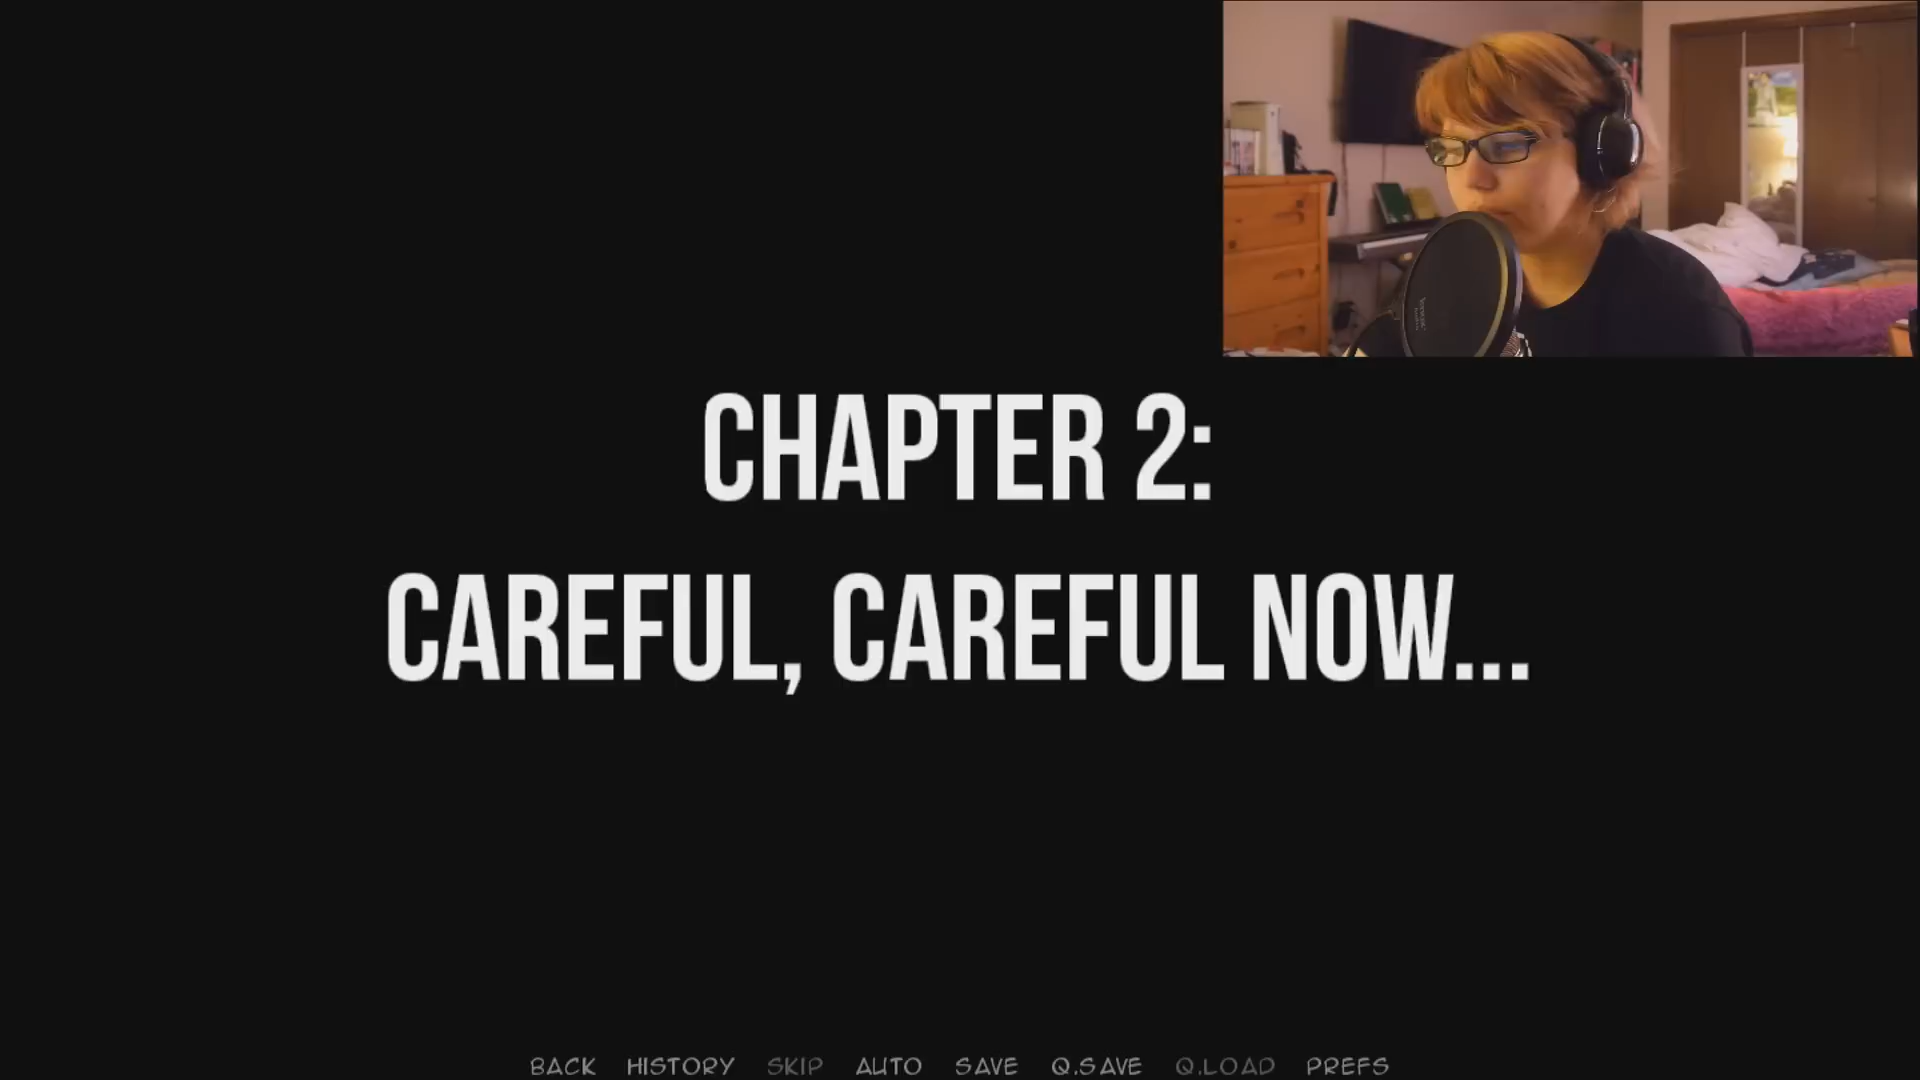 CHAPTER 2:
CAREFUL, CAREFUL NOW...
BACK HISTORY SKIP AUTO SAVE Q.SAVE Q.LOAD PREFS